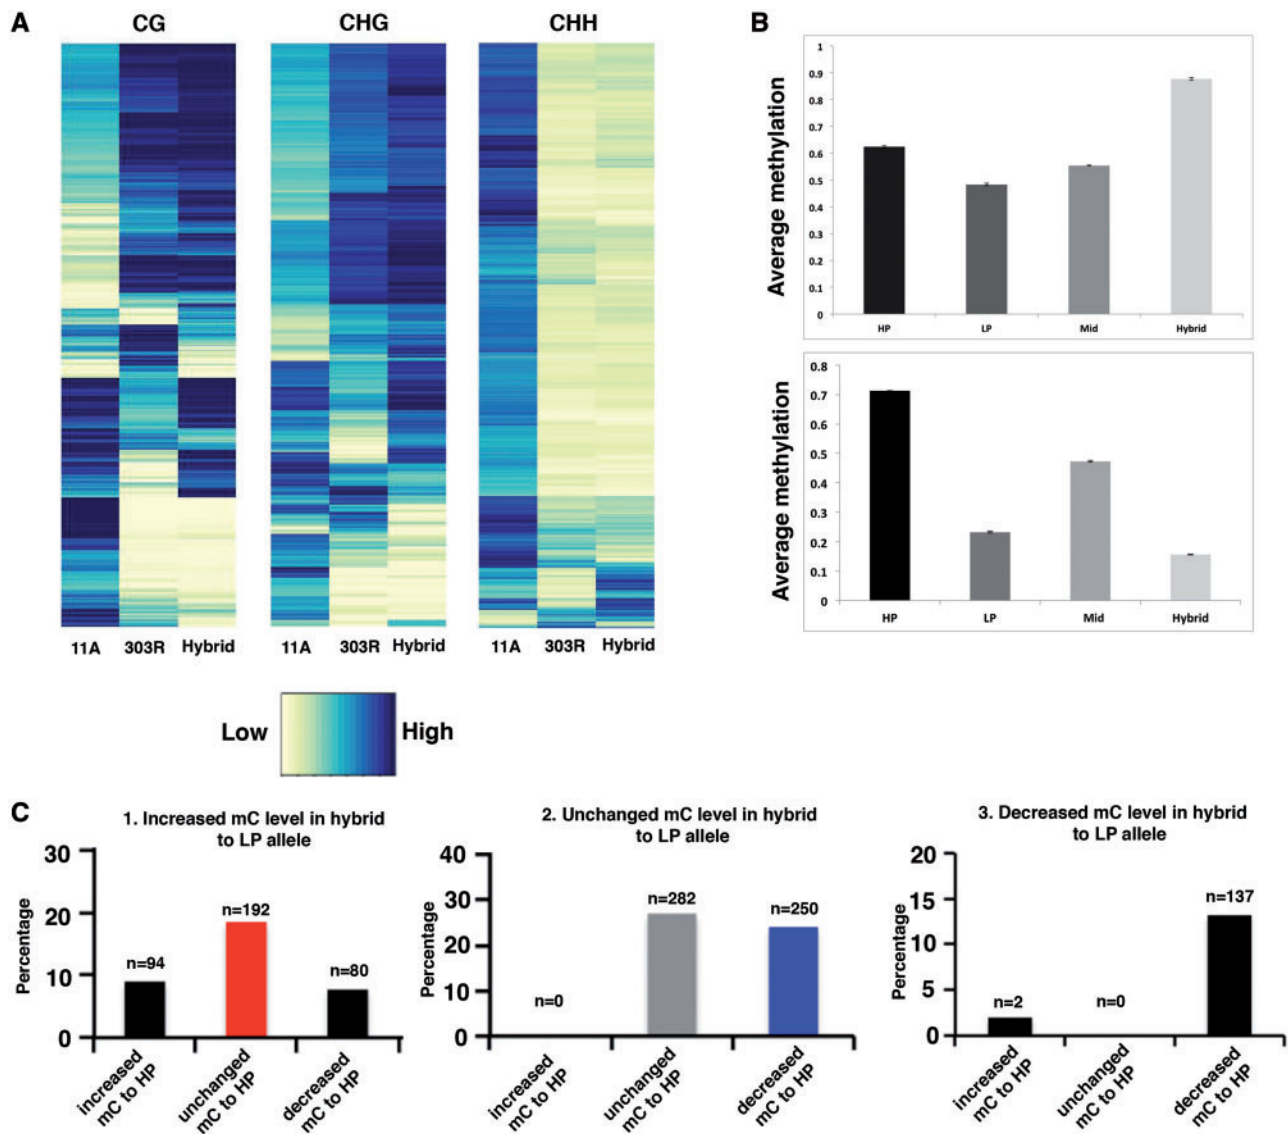 A
CG
CHG
CHH
11A 303R Hybrid
11A 303R Hybrid
11A 303R Hybrid
Low
High
B
Average methylation
1
0.9
0.8
0.7
0.6
0.5
0.4
0.3
0.2
0.1
0
HP LP Mid Hybrid
Average methylation
0.8
0.7
0.6
0.5
0.4
0.3
0.2
0.1
0
HP LP Mid Hybrid
C
1. Increased mC level in hybrid
to LP allele
Percentage
30
20
10
0
n=94
n=192
n=80
increased
mC to HP
unchanged
mC to HP
decreased
mC to HP
2. Unchanged mC level in hybrid
to LP allele
Percentage
40
30
20
10
0
n=0
n=282
n=250
increased
mC to HP
unchanged
mC to HP
decreased
mC to HP
3. Decreased mC level in hybrid
to LP allele
Percentage
20
15
10
5
0
n=2
n=0
n=137
increased
mC to HP
unchanged
mC to HP
decreased
mC to HP